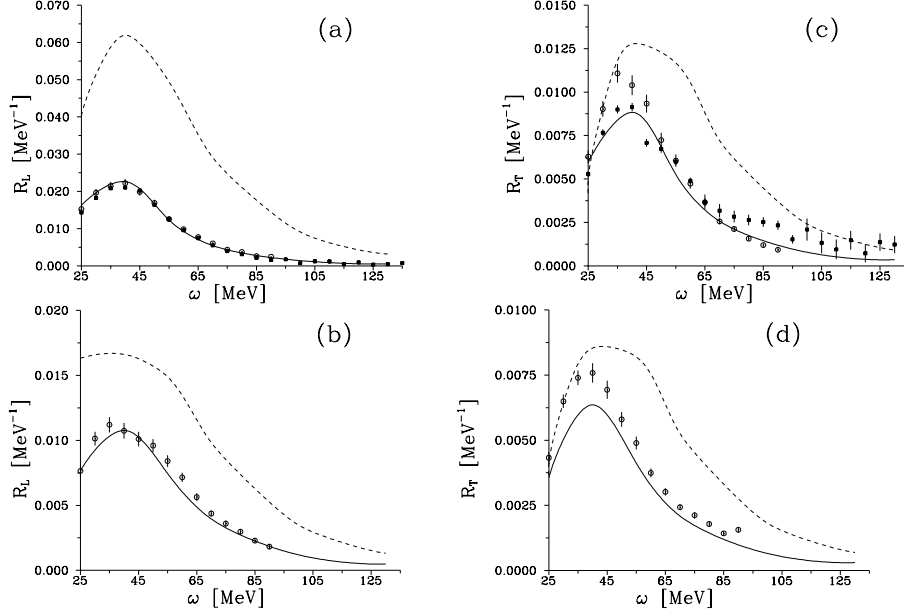 0.070
0.060
0.050
0.040
0.030
0.020
0.010
0.000
R_L [MeV⁻¹]
(a)
25 45 65 85 105 125
ω [MeV]
0.0150
0.0125
0.0100
0.0075
0.0050
0.0025
0.0000
R_T [MeV⁻¹]
(c)
25 45 65 85 105 125
ω [MeV]
0.020
0.015
0.010
0.005
0.000
R_L [MeV⁻¹]
(b)
25 45 65 85 105 125
ω [MeV]
0.0100
0.0075
0.0050
0.0025
0.0000
R_T [MeV⁻¹]
(d)
25 45 65 85 105 125
ω [MeV]